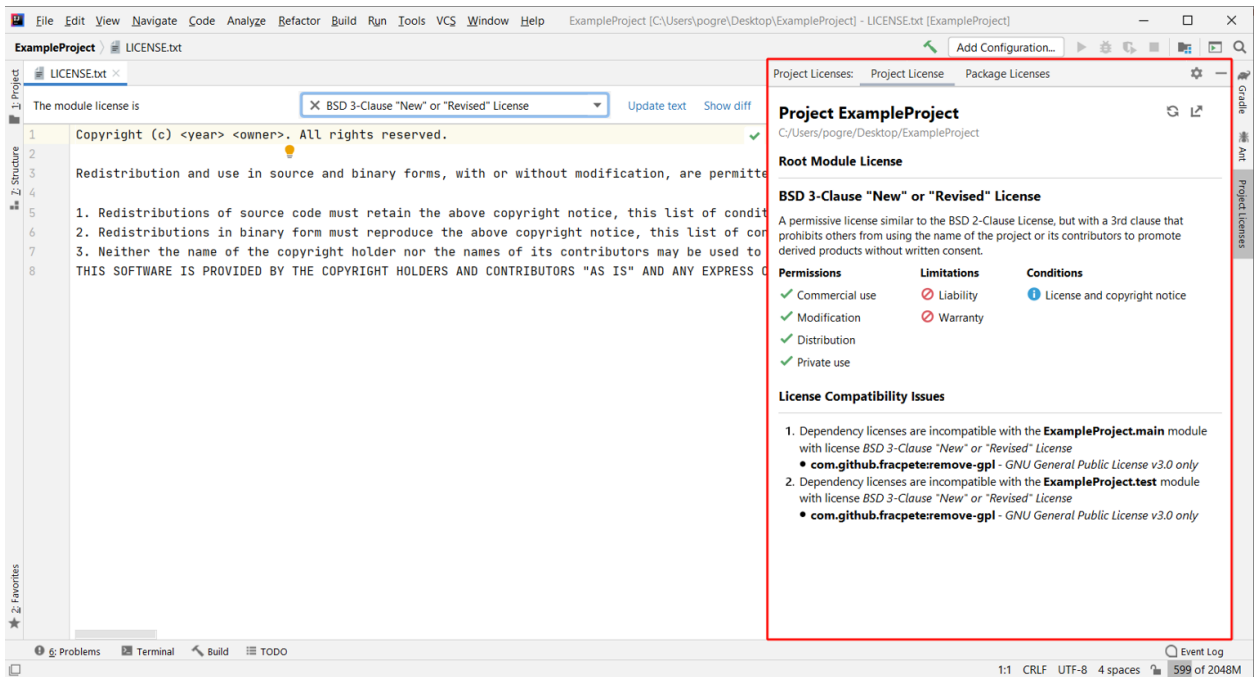 File Edit View Navigate Code Analyze Refactor Build Run Tools VCS Window Help ExampleProject [C:\Users\pogre\Desktop\ExampleProject] - LICENSE.txt [ExampleProject]
ExampleProject LICENSE.txt Add Configuration...
1: Project
Z: Structure
2: Favorites
LICENSE.txt
The module license is BSD 3-Clause "New" or "Revised" License Update text Show diff
1 Copyright (c) <year> <owner>. All rights reserved.
2
3 Redistribution and use in source and binary forms, with or without modification, are permitte
4
5 1. Redistributions of source code must retain the above copyright notice, this list of condit
6 2. Redistributions in binary form must reproduce the above copyright notice, this list of con
7 3. Neither the name of the copyright holder nor the names of its contributors may be used to
8 THIS SOFTWARE IS PROVIDED BY THE COPYRIGHT HOLDERS AND CONTRIBUTORS "AS IS" AND ANY EXPRESS O
Project Licenses: Project License Package Licenses
Project ExampleProject
C:/Users/pogre/Desktop/ExampleProject
Root Module License
BSD 3-Clause "New" or "Revised" License
A permissive license similar to the BSD 2-Clause License, but with a 3rd clause that
prohibits others from using the name of the project or its contributors to promote
derived products without written consent.
Permissions Limitations Conditions
Commercial use Liability License and copyright notice
Modification Warranty
Distribution
Private use
License Compatibility Issues
1. Dependency licenses are incompatible with the ExampleProject.main module
with license BSD 3-Clause "New" or "Revised" License
• com.github.fracpete:remove-gpl - GNU General Public License v3.0 only
2. Dependency licenses are incompatible with the ExampleProject.test module
with license BSD 3-Clause "New" or "Revised" License
• com.github.fracpete:remove-gpl - GNU General Public License v3.0 only
Gradle
Ant
Project Licenses
6: Problems Terminal Build TODO Event Log
1:1 CRLF UTF-8 4 spaces 599 of 2048M